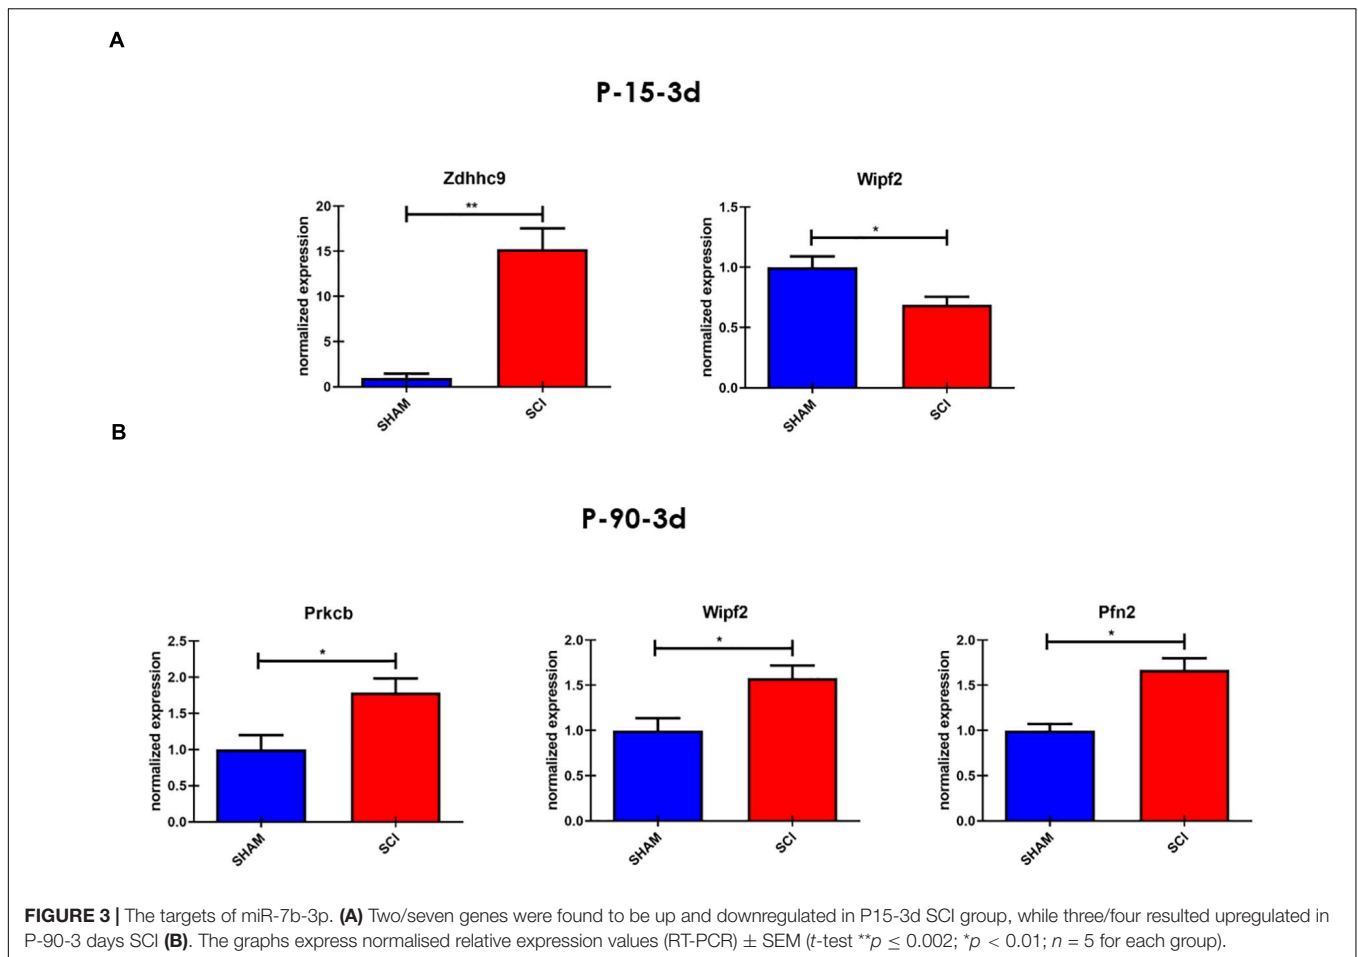 A
P-15-3d
Zdhhc9
normalized expression
20
15
10
5
0
**
SHAM
SCI
Wipf2
normalized expression
1.5
1.0
0.5
0.0
*
SHAM
SCI
B
P-90-3d
Prkcb
normalized expression
2.5
2.0
1.5
1.0
0.5
0.0
*
SHAM
SCI
Wipf2
normalized expression
2.0
1.5
1.0
0.5
0.0
*
SHAM
SCI
Pfn2
normalized expression
2.0
1.5
1.0
0.5
0.0
*
SHAM
SCI
FIGURE 3 | The targets of miR-7b-3p. (A) Two/seven genes were found to be up and downregulated in P15-3d SCI group, while three/four resulted upregulated in
P-90-3 days SCI (B). The graphs express normalised relative expression values (RT-PCR) ± SEM (t-test **p ≤ 0.002; *p < 0.01; n = 5 for each group).